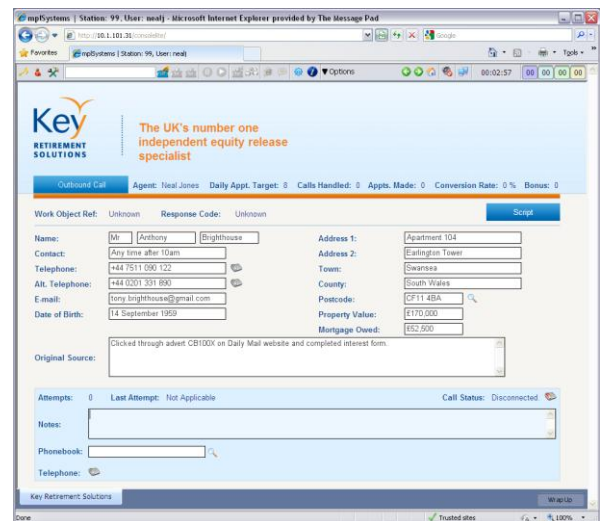 mplSystems | Station: 99, User: nealj - Microsoft Internet Explorer provided by The Message Pad
http://10.1.101.31/consoleRio/
Google
Favorites mplSystems | Station: 99, User: nealj
Tools
Options 00:02:57 00 00 00 00
Key
RETIREMENT
SOLUTIONS
The UK's number one
independent equity release
specialist
Outbound Call Agent: Neal Jones Daily Appt. Target: 8 Calls Handled: 0 Appts. Made: 0 Conversion Rate: 0 % Bonus: 0
Work Object Ref: Unknown Response Code: Unknown Script
Name: Mr Anthony Brighthouse Address 1: Apartment 104
Contact: Any time after 10am Address 2: Earlington Tower
Telephone: +44 7511 090 122 Town: Swansea
Alt. Telephone: +44 0201 331 890 County: South Wales
E.mail: tony.brighthouse@gmail.com Postcode: CF11 4BA
Date of Birth: 14 September 1959 Property Value: £170,000
Mortgage Owed: £52,500
Original Source: Clicked through advert CB100X on Daily Mail website and completed interest form.
Attempts: 0 Last Attempt: Not Applicable Call Status: Disconnected
Notes:
Phonebook:
Telephone:
Key Retirement Solutions WrapUp
Done Trusted sites 100%